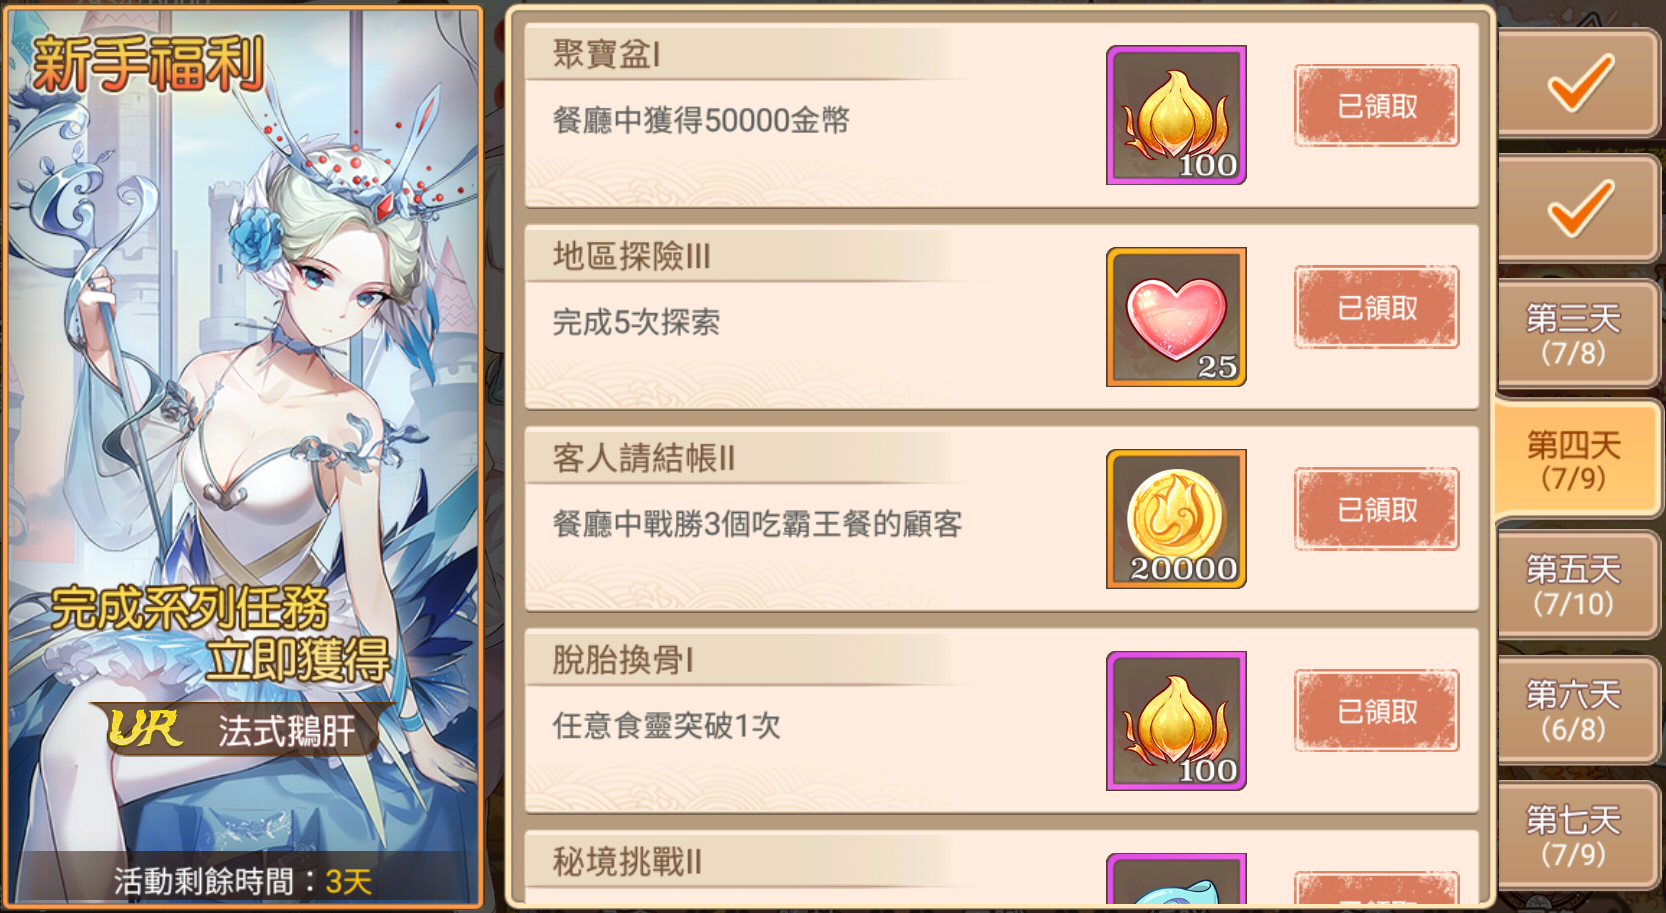 新手福利
完成系列任務
立即獲得
UR 法式鵝肝
活動剩餘時間：3天
聚寶盆I
餐廳中獲得50000金幣
100
已領取
地區探險III
完成5次探索
25
已領取
客人請結帳II
餐廳中戰勝3個吃霸王餐的顧客
20000
已領取
脫胎換骨I
任意食靈突破1次
100
已領取
秘境挑戰II
第三天
(7/8)
第四天
(7/9)
第五天
(7/10)
第六天
(6/8)
第七天
(7/9)